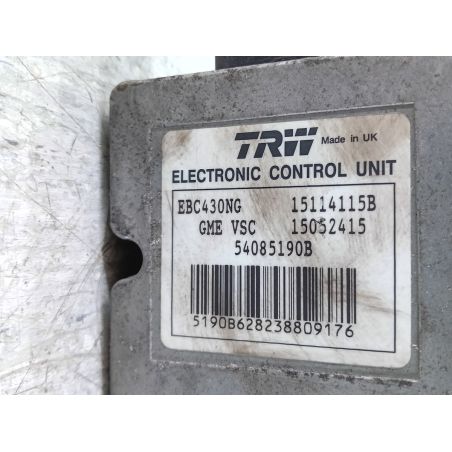 TRW Made in UK
ELECTRONIC CONTROL UNIT
EBC430NG 15114115B
GME VSC 15052415
54085190B
5190B628238809176